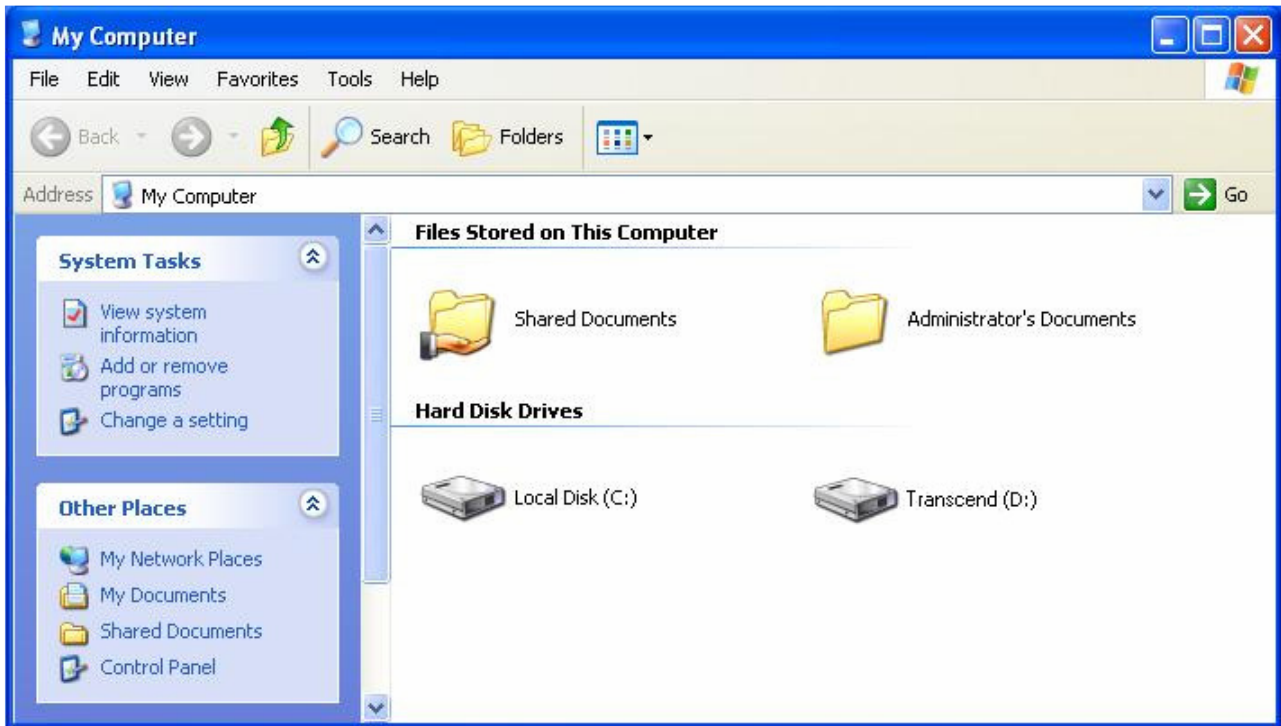 My Computer
File Edit View Favorites Tools Help
Back Search Folders
Address My Computer Go
System Tasks
View system
information
Add or remove
programs
Change a setting
Other Places
My Network Places
My Documents
Shared Documents
Control Panel
Files Stored on This Computer
Shared Documents Administrator's Documents
Hard Disk Drives
Local Disk (C:) Transcend (D:)